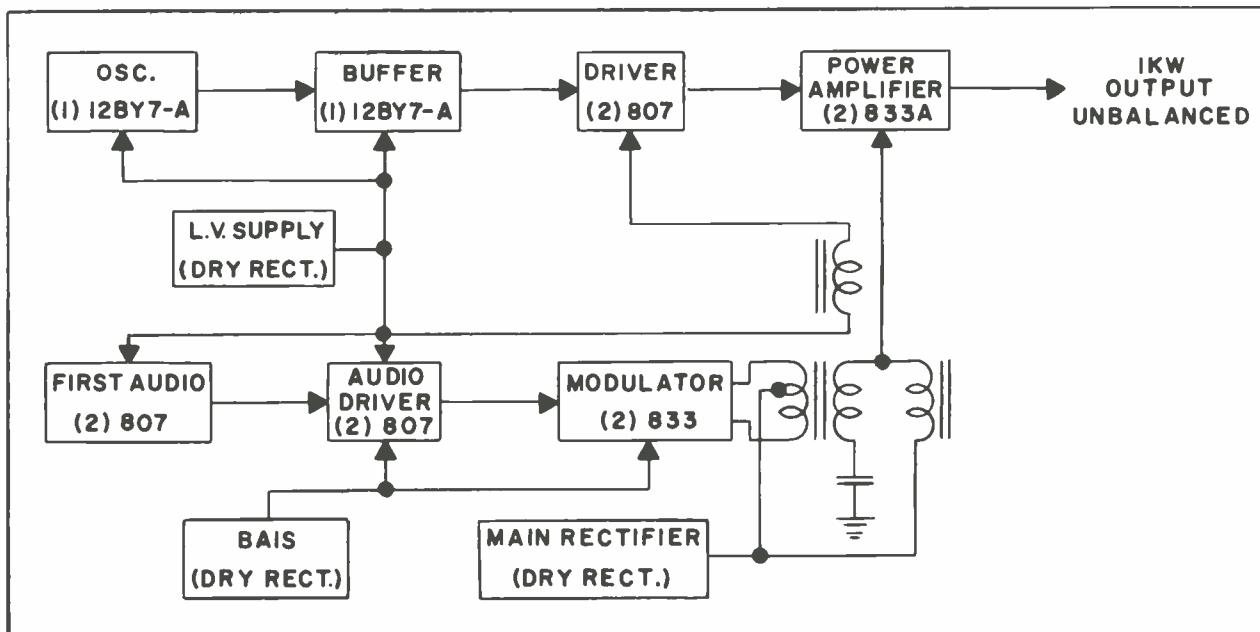 OSC.
(1) 12BY7-A
BUFFER
(1) 12BY7-A
DRIVER
(2) 807
POWER
AMPLIFIER
(2) 833A
1KW
OUTPUT
UNBALANCED
L.V. SUPPLY
(DRY RECT.)
FIRST AUDIO
(2) 807
AUDIO
DRIVER
(2) 807
MODULATOR
(2) 833
BAIS
(DRY RECT.)
MAIN RECTIFIER
(DRY RECT.)